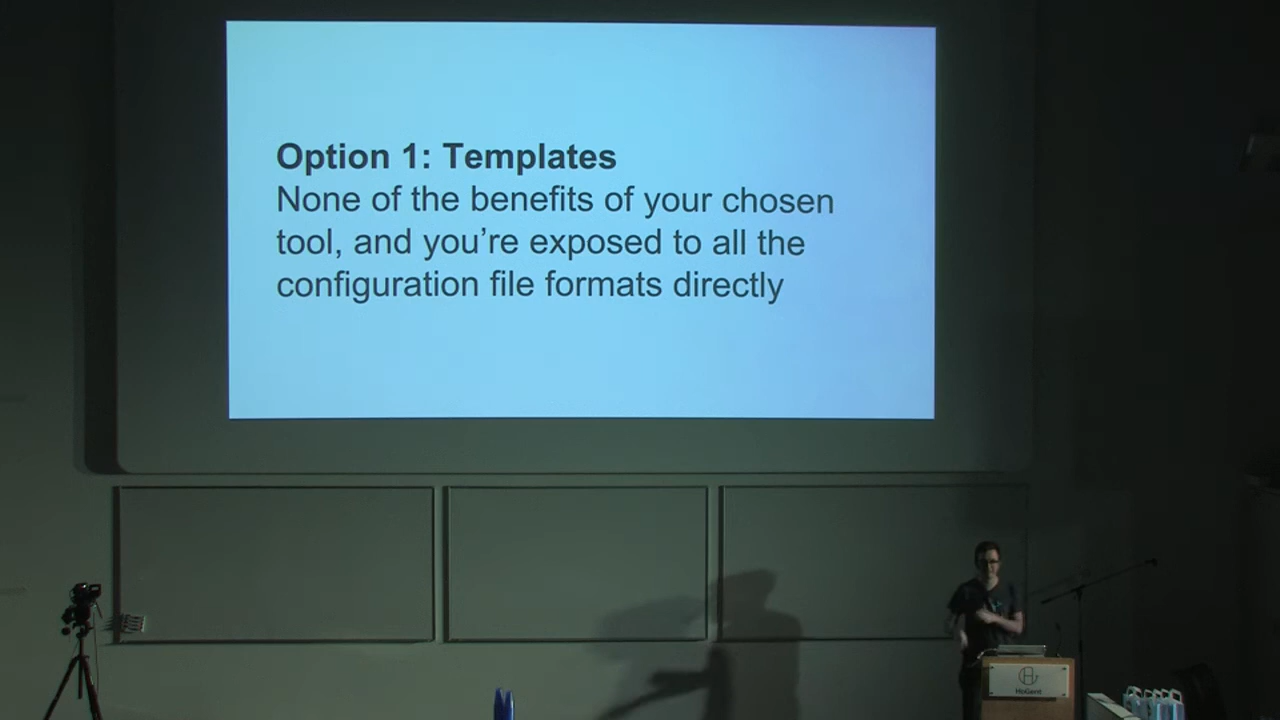 Option 1: Templates
None of the benefits of your chosen
tool, and you’re exposed to all the
configuration file formats directly
HoGent